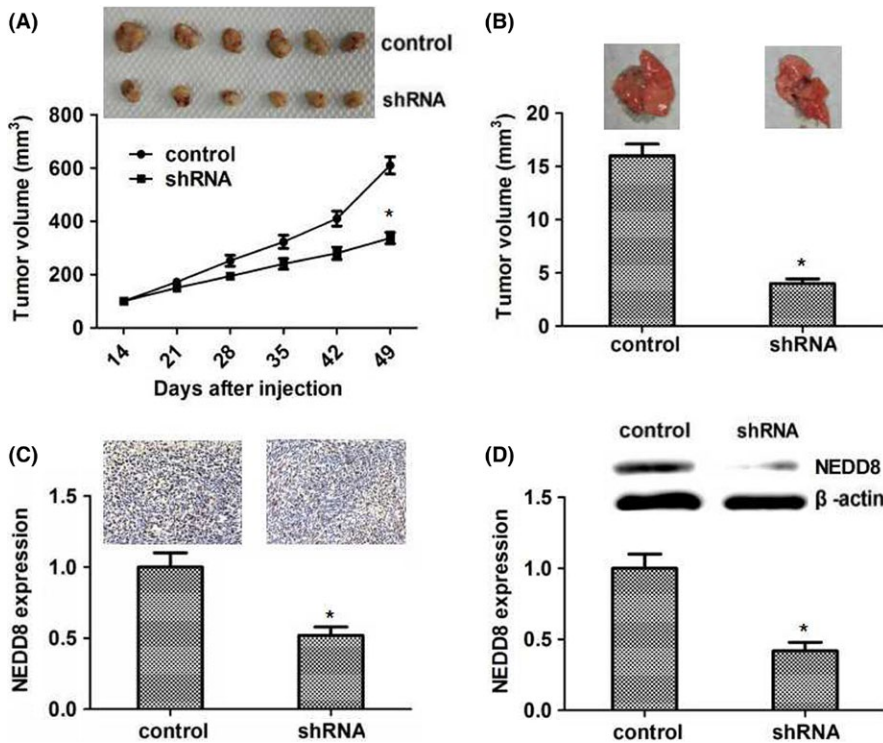 (A)
control
shRNA
Tumor volume (mm³)
800
600
400
200
0
control
shRNA
*
14 21 28 35 42 49
Days after injection
(B)
Tumor volume (mm³)
20
15
10
5
0
*
control shRNA
(C)
NEDD8 expression
1.5
1.0
0.5
0.0
*
control shRNA
(D)
control shRNA
NEDD8
β -actin
NEDD8 expression
1.5
1.0
0.5
0.0
*
control shRNA